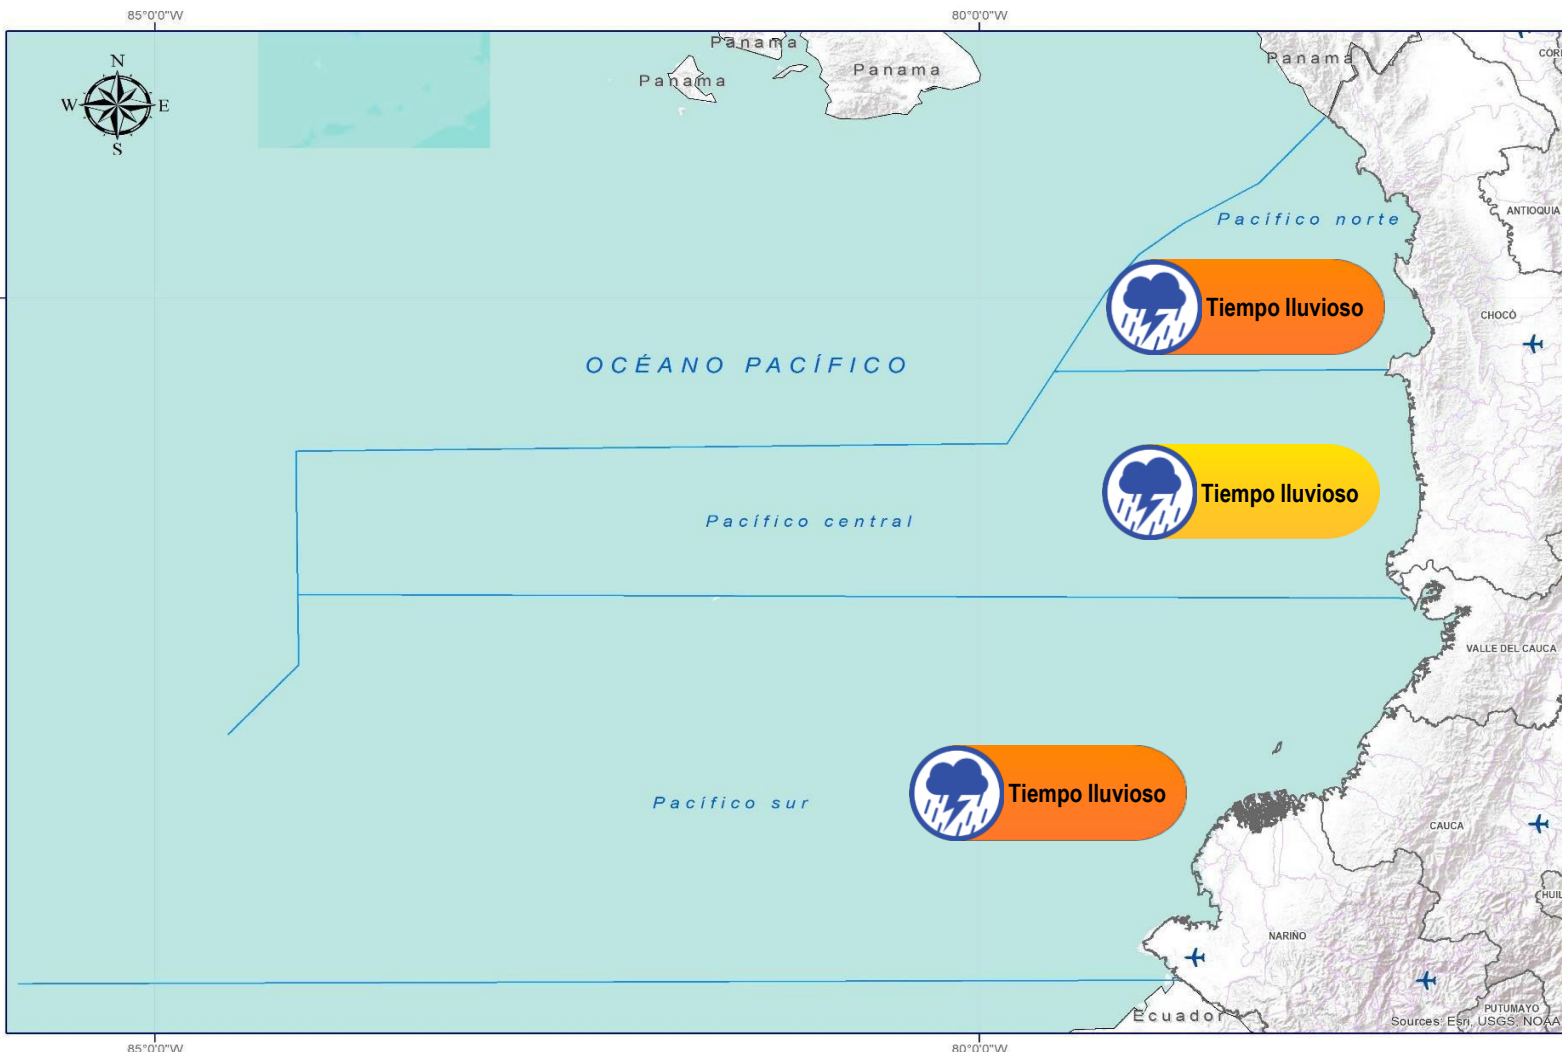 85°0'0"W
80°0'0"W
Panama
Panama
Panama
Panama
N
W
E
S
ANTIOQUIA
Pacífico norte
Tiempo lluvioso
CHOCÓ
OCÉANO PACÍFICO
Tiempo lluvioso
Pacífico central
VALLE DEL CAUCA
Tiempo lluvioso
Pacífico sur
CAUCA
HUIL
NARIÑO
PUTUMAYO
Ecuador
Sources: Esri, USGS, NOAA
85°0'0"W
80°0'0"W